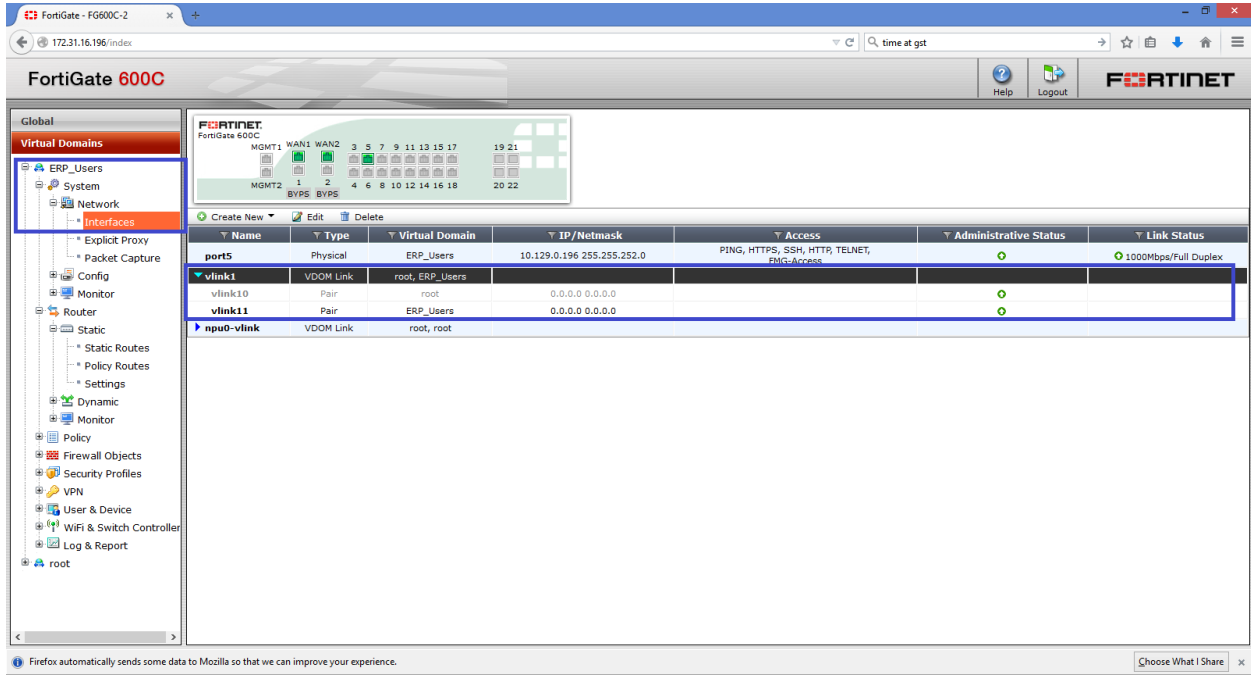 FortiGate - FG600C-2
172.31.16.196/index
time at gst
FortiGate 600C
Help
Logout
FORTINET
Global
Virtual Domains
ERP_Users
System
Network
Interfaces
Explicit Proxy
Packet Capture
Config
Monitor
Router
Static
Static Routes
Policy Routes
Settings
Dynamic
Monitor
Policy
Firewall Objects
Security Profiles
VPN
User & Device
WiFi & Switch Controller
Log & Report
root
FORTINET
FortiGate 600C
MGMT1 WAN1 WAN2 3 5 7 9 11 13 15 17 19 21
MGMT2 1 2 4 6 8 10 12 14 16 18 20 22
BYPS BYPS
Create New Edit Delete
Name Type Virtual Domain IP/Netmask Access Administrative Status Link Status
port5 Physical ERP_Users 10.129.0.196 255.255.252.0 PING, HTTPS, SSH, HTTP, TELNET, 1000Mbps/Full Duplex
FMG-Access
vlink1 VDOM Link root, ERP_Users
vlink10 Pair root 0.0.0.0 0.0.0.0
vlink11 Pair ERP_Users 0.0.0.0 0.0.0.0
npu0-vlink VDOM Link root, root
Firefox automatically sends some data to Mozilla so that we can improve your experience.
Choose What I Share